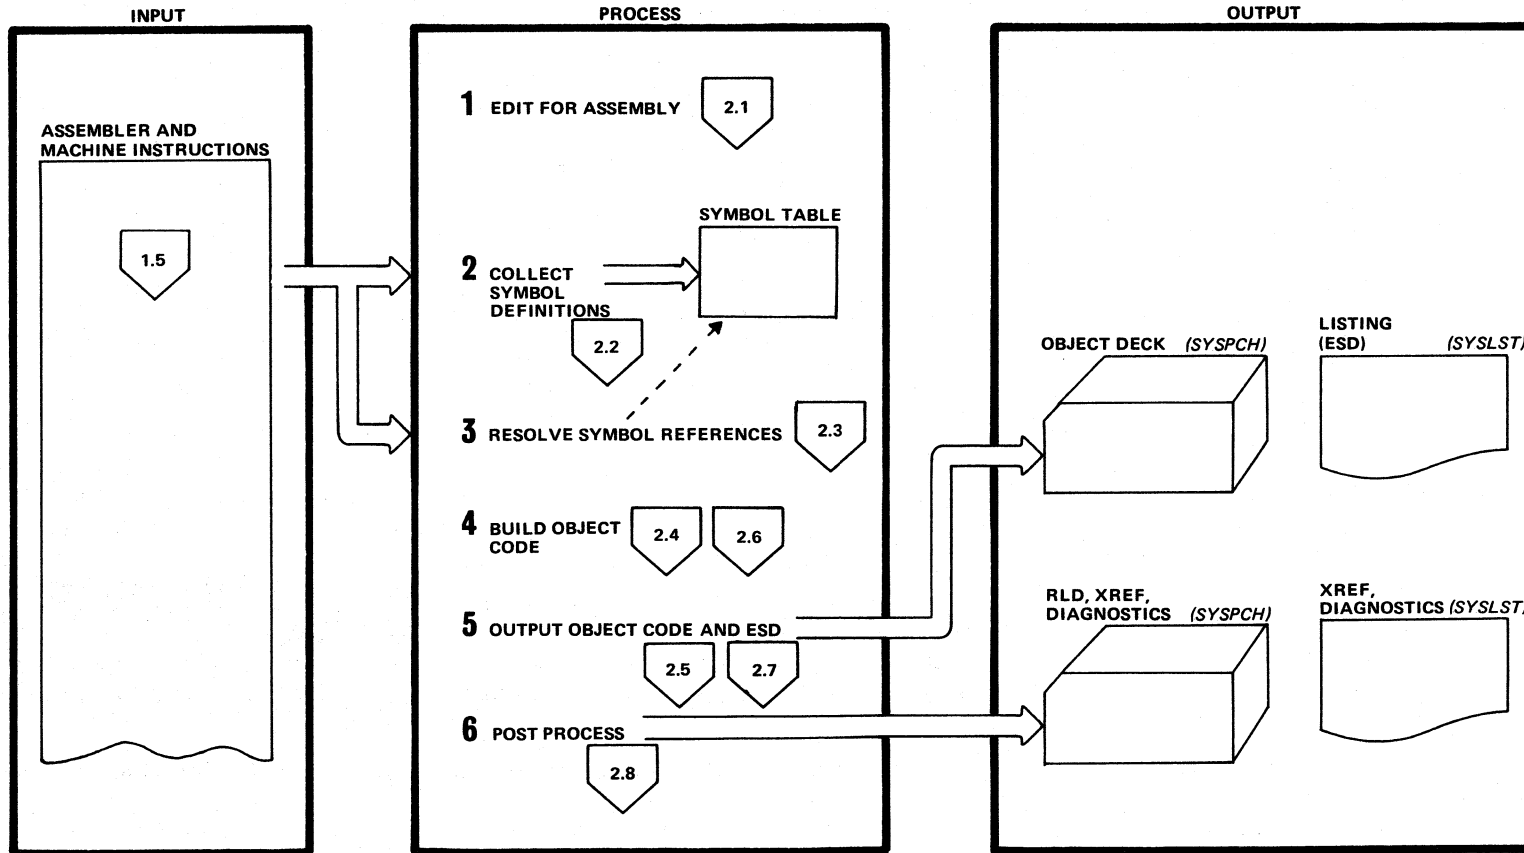 INPUT
PROCESS
OUTPUT
ASSEMBLER AND
MACHINE INSTRUCTIONS
1.5
1 EDIT FOR ASSEMBLY
2.1
SYMBOL TABLE
2 COLLECT
SYMBOL
DEFINITIONS
2.2
3 RESOLVE SYMBOL REFERENCES
2.3
4 BUILD OBJECT
CODE
2.4
2.6
5 OUTPUT OBJECT CODE AND ESD
2.5
2.7
6 POST PROCESS
2.8
OBJECT DECK (SYSPCH)
LISTING
(ESD) (SYSLST)
RLD, XREF,
DIAGNOSTICS (SYSPCH)
XREF,
DIAGNOSTICS (SYSLST)